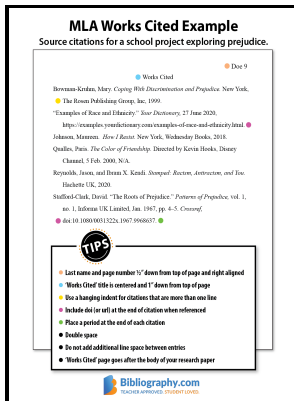 MLA Works Cited Example
Source citations for a school project exploring prejudice.
Doe 9
Works Cited
Bowman-Kruhm, Mary. Coping With Discrimination and Prejudice. New York,
The Rosen Publishing Group, Inc, 1999.
“Examples of Race and Ethnicity.” Your Dictionary, 27 June 2020,
https://examples.yourdictionary.com/examples-of-race-and-ethnicity.html.
Johnson, Maureen. How I Resist. New York, Wednesday Books, 2018.
Qualles, Paris. The Color of Friendship. Directed by Kevin Hooks, Disney
Channel, 5 Feb. 2000, N/A.
Reynolds, Jason, and Ibram X. Kendi. Stamped: Racism, Antiracism, and You.
Hachette UK, 2020.
Stafford-Clark, David. “The Roots of Prejudice.” Patterns of Prejudice, vol. 1,
no. 1, Informa UK Limited, Jan. 1967, pp. 4–5. Crossref,
doi:10.1080/0031322x.1967.9968637.
TIPS
Last name and page number ½” down from top of page and right aligned
‘Works Cited’ title is centered and 1” down from top of page
Use a hanging indent for citations that are more than one line
Include doi (or url) at the end of citation when referenced
Place a period at the end of each citation
Double space
Do not add additional line space between entries
‘Works Cited’ page goes after the body of your research paper
Bibliography.com
TEACHER APPROVED. STUDENT LOVED.